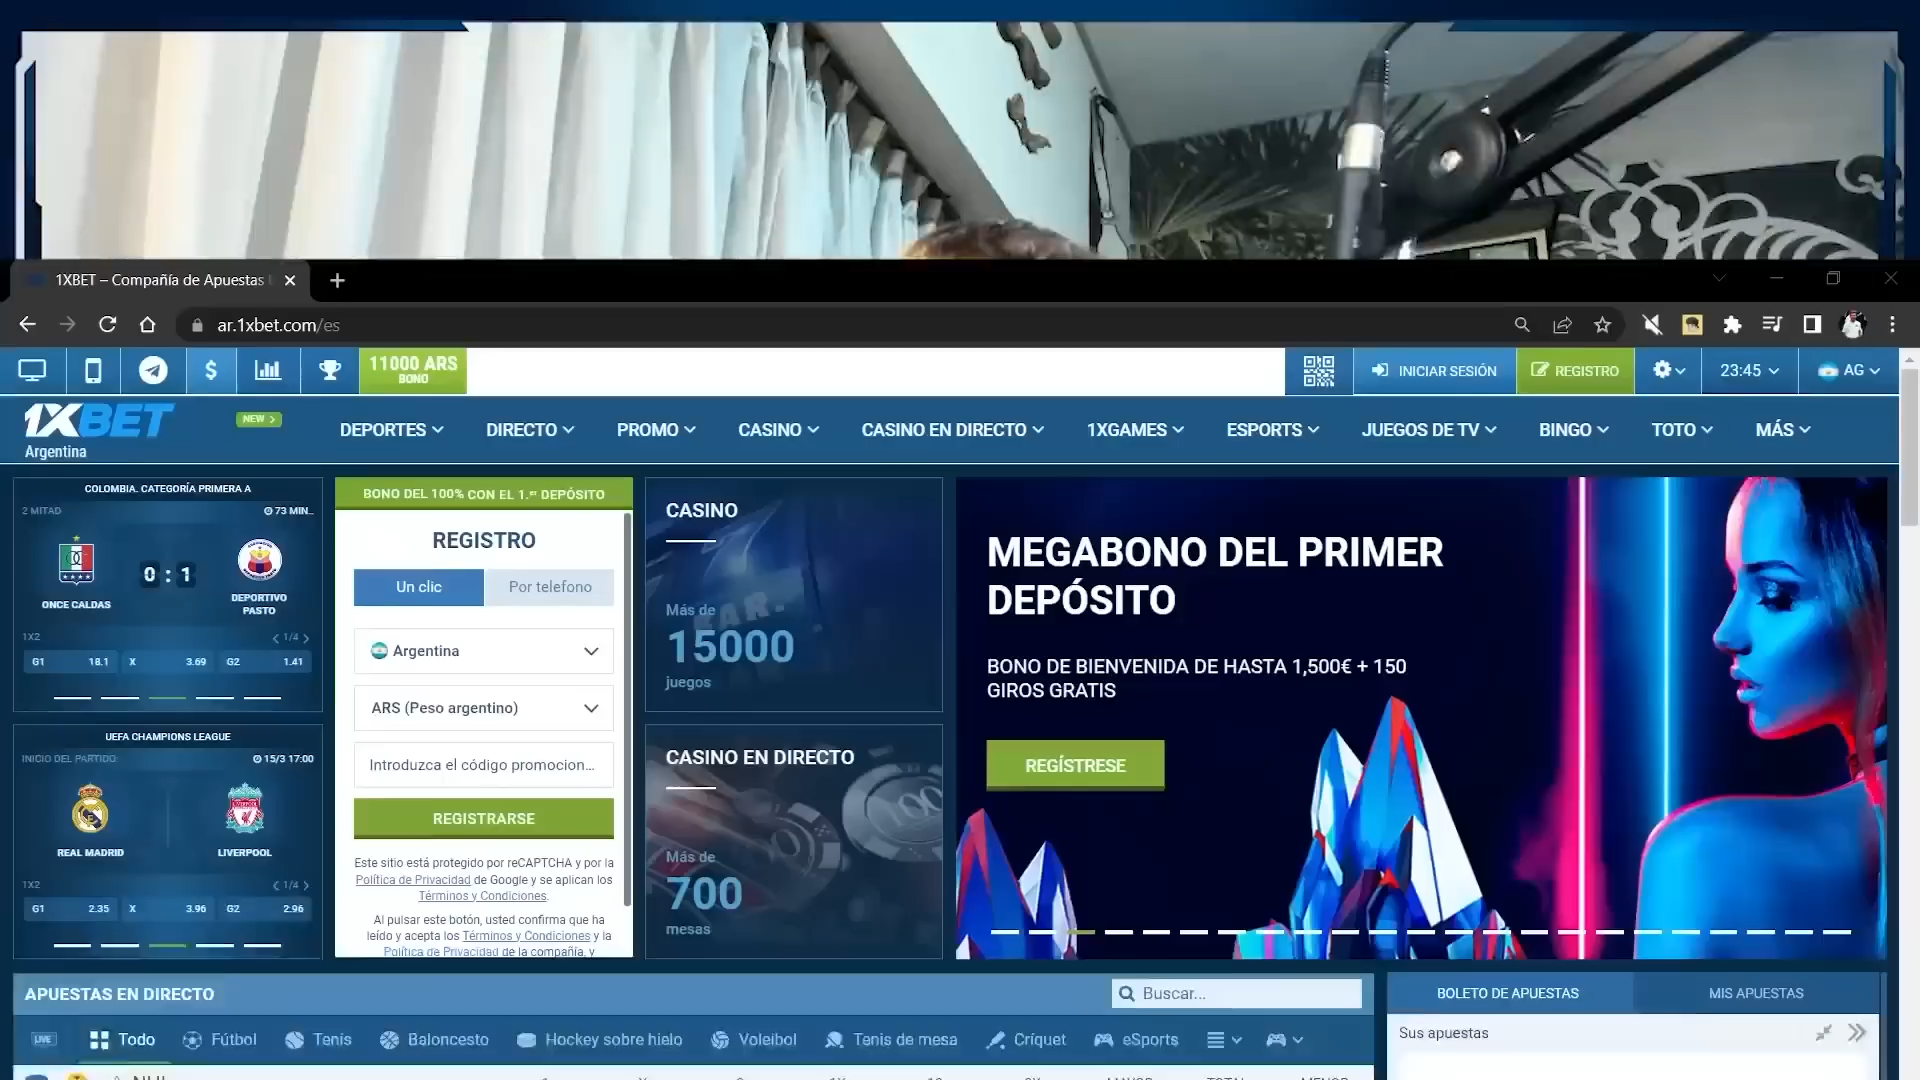 1XBET – Compañía de Apuestas
ar.1xbet.com/es
11000 ARS
BONO
INICIAR SESIÓN
REGISTRO
23:45
AG
1XBET
Argentina
NEW
DEPORTES
DIRECTO
PROMO
CASINO
CASINO EN DIRECTO
1XGAMES
ESPORTS
JUEGOS DE TV
BINGO
TOTO
MÁS
COLOMBIA. CATEGORÍA PRIMERA A
2 MITAD
73 MIN...
0 : 1
ONCE CALDAS
DEPORTIVO
PASTO
1X2
1/4
G1 18.1 X 3.69 G2 1.41
UEFA CHAMPIONS LEAGUE
INICIO DEL PARTIDO:
15/3 17:00
REAL MADRID
LIVERPOOL
1X2
1/4
G1 2.35 X 3.96 G2 2.96
BONO DEL 100% CON EL 1.er DEPÓSITO
REGISTRO
Un clic
Por telefono
Argentina
ARS (Peso argentino)
Introduzca el código promocion...
REGISTRARSE
Este sitio está protegido por reCAPTCHA y por la
Política de Privacidad de Google y se aplican los
Términos y Condiciones.
Al pulsar este botón, usted confirma que ha
leído y acepta los Términos y Condiciones y la
Política de Privacidad de la compañía, y
CASINO
Más de
15000
juegos
CASINO EN DIRECTO
Más de
700
mesas
MEGABONO DEL PRIMER
DEPÓSITO
BONO DE BIENVENIDA DE HASTA 1,500€ + 150
GIROS GRATIS
REGÍSTRESE
APUESTAS EN DIRECTO
Buscar...
LIVE
Todo
Fútbol
Tenis
Baloncesto
Hockey sobre hielo
Voleibol
Tenis de mesa
Críquet
eSports
BOLETO DE APUESTAS
MIS APUESTAS
Sus apuestas